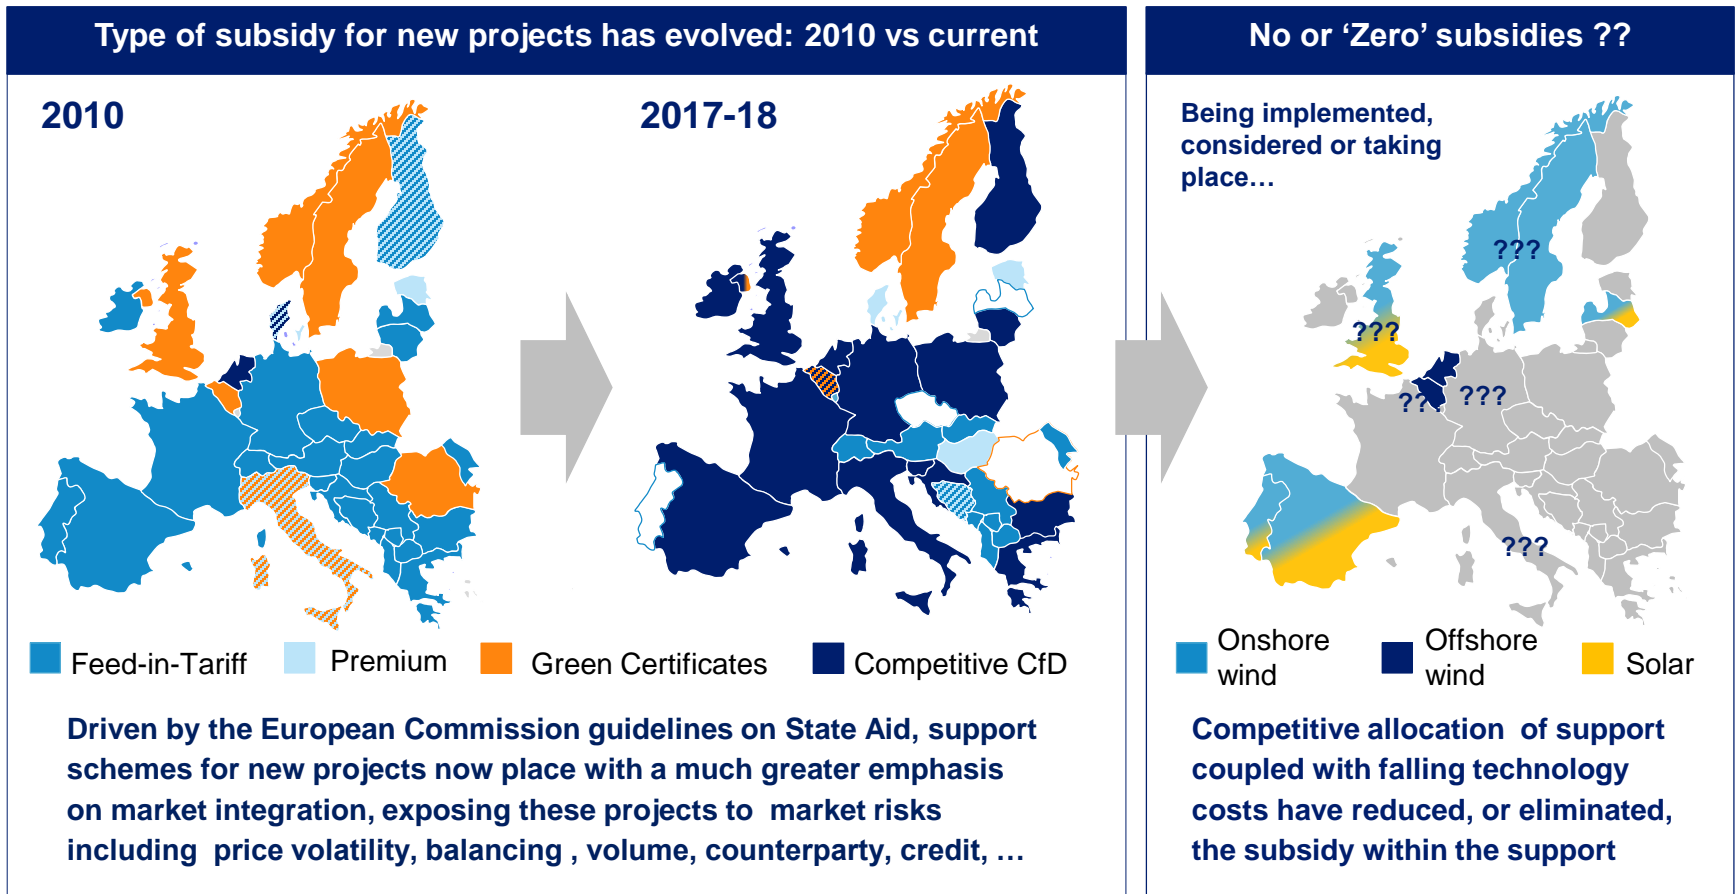 Type of subsidy for new projects has evolved: 2010 vs current
2010
2017-18
Feed-in-Tariff
Premium
Green Certificates
Competitive CfD
Driven by the European Commission guidelines on State Aid, support
schemes for new projects now place with a much greater emphasis
on market integration, exposing these projects to market risks
including price volatility, balancing , volume, counterparty, credit, …
No or ‘Zero’ subsidies ??
Being implemented,
considered or taking
place…
???
???
???
???
???
Onshore
wind
Offshore
wind
Solar
Competitive allocation of support
coupled with falling technology
costs have reduced, or eliminated,
the subsidy within the support